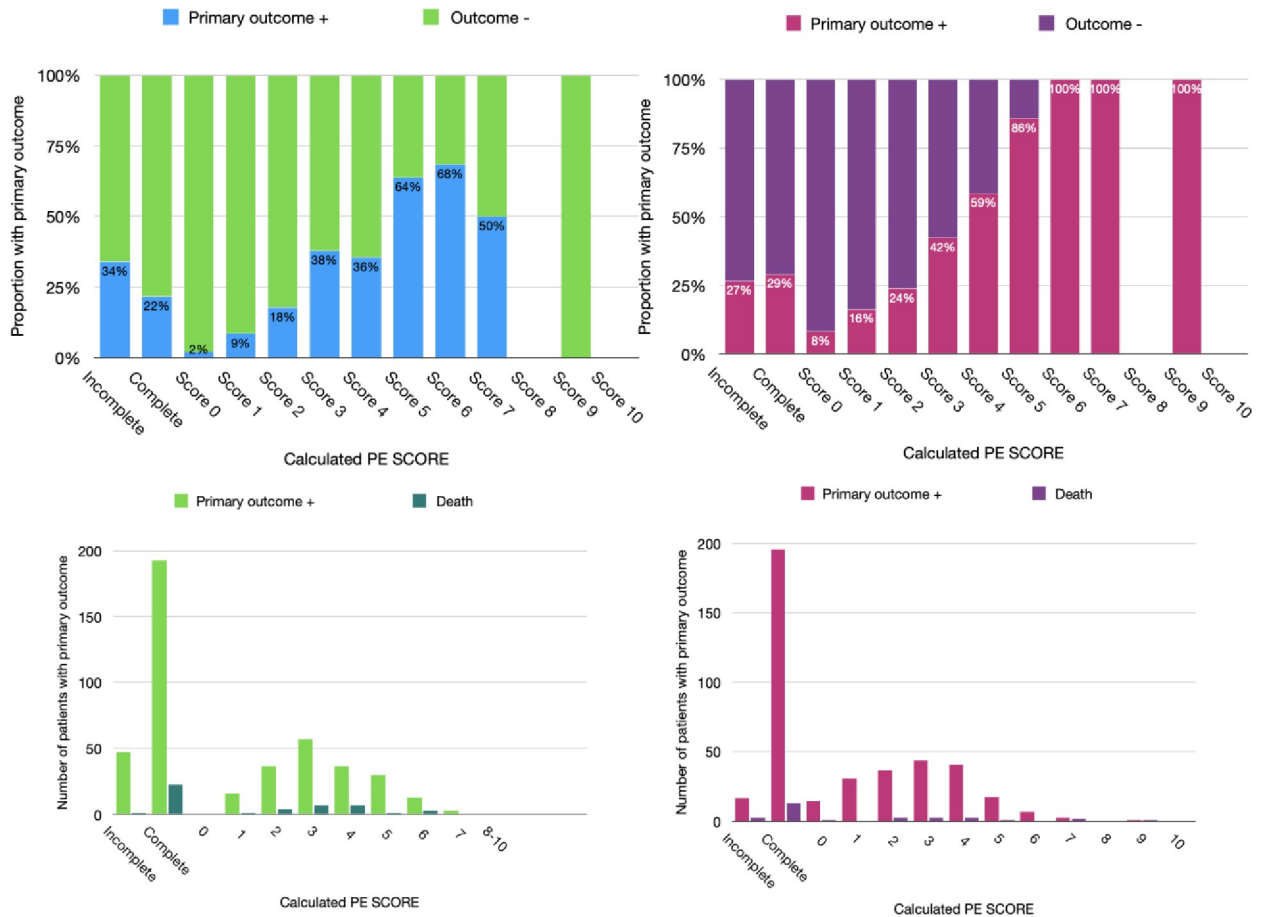 Primary outcome + Outcome -
Proportion with primary outcome
100%
75%
50%
25%
0%
34%
22%
2%
9%
18%
38%
36%
64%
68%
50%
Incomplete
Complete
Score 0
Score 1
Score 2
Score 3
Score 4
Score 5
Score 6
Score 7
Score 8
Score 9
Score 10
Calculated PE SCORE
Primary outcome + Outcome -
Proportion with primary outcome
100%
75%
50%
25%
0%
27%
29%
8%
16%
24%
42%
59%
86%
100%
100%
100%
Incomplete
Complete
Score 0
Score 1
Score 2
Score 3
Score 4
Score 5
Score 6
Score 7
Score 8
Score 9
Score 10
Calculated PE SCORE
Primary outcome + Death
Number of patients with primary outcome
200
150
100
50
0
Incomplete
Complete
0
1
2
3
4
5
6
7
8-10
Calculated PE SCORE
Primary outcome + Death
Number of patients with primary outcome
200
150
100
50
0
Incomplete
Complete
0
1
2
3
4
5
6
7
8
9
10
Calculated PE SCORE